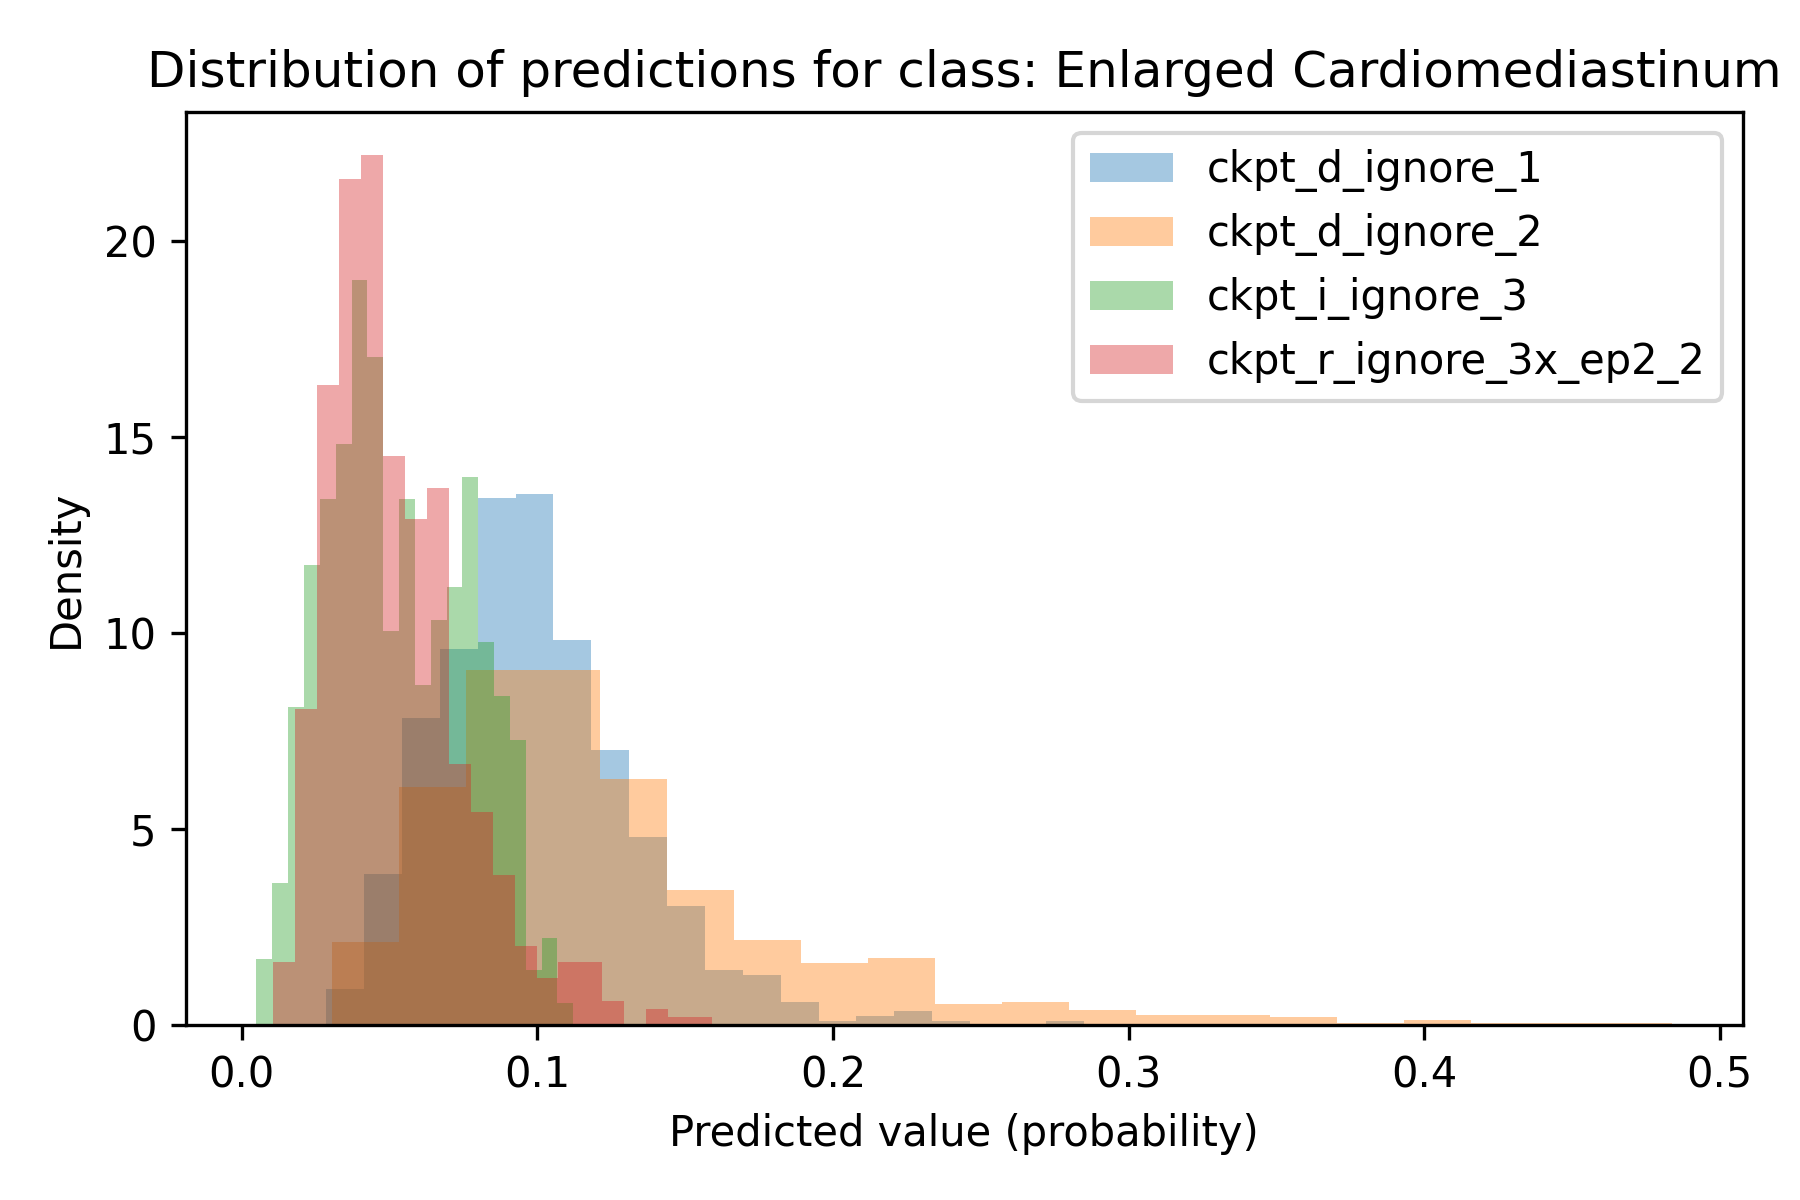 Distribution of predictions for class: Enlarged Cardiomediastinum
ckpt_d_ignore_1
ckpt_d_ignore_2
ckpt_i_ignore_3
ckpt_r_ignore_3x_ep2_2
Density
20
15
10
5
0
0.0 0.1 0.2 0.3 0.4 0.5
Predicted value (probability)